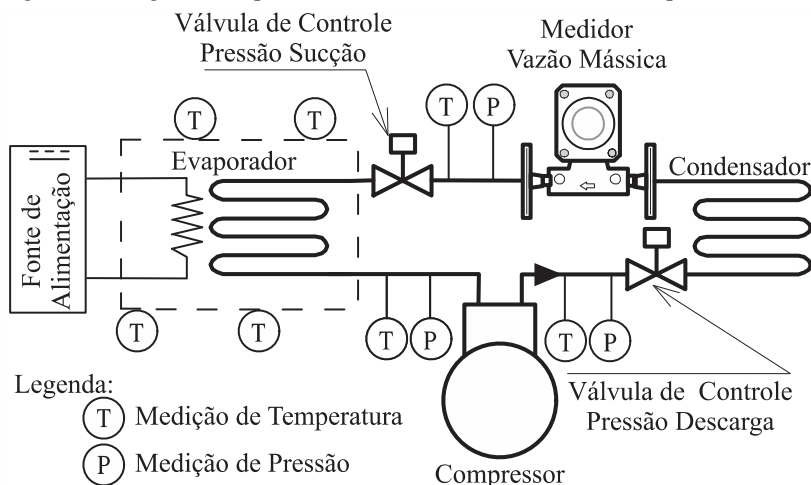 Válvula de Controle
Pressão Sucção
Medidor
Vazão Mássica
T
P
T
T
Evaporador
Condensador
Fonte de
Alimentação
T
T
T
P
T
P
Legenda:
T Medição de Temperatura
P Medição de Pressão
Válvula de Controle
Pressão Descarga
Compressor